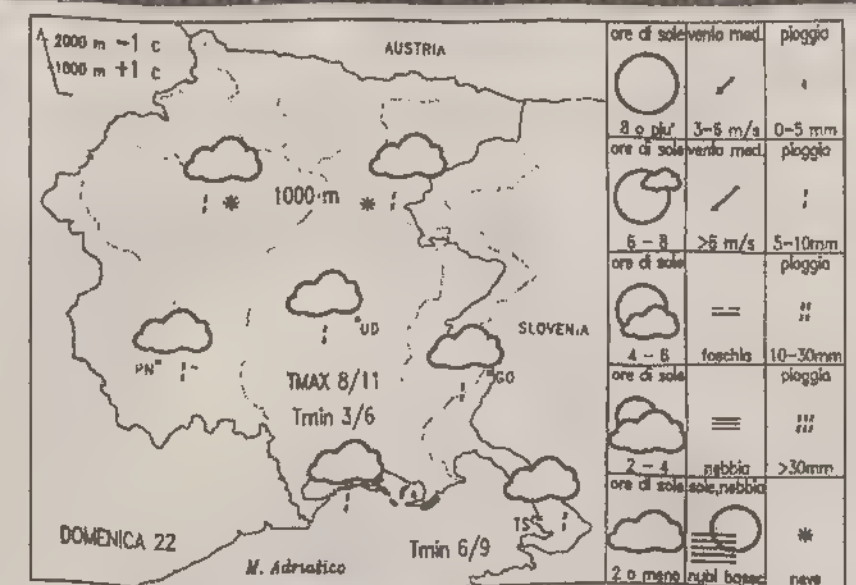 2000 m -1 c
1000 m +1 c
AUSTRIA
1000 m
UD
PN
SLOVENIA
GO
TMAX 8/11
Tmin 3/6
TS
DOMENICA 22
Tmin 6/9
M. Adriatico
ore di sole vento med. pioggia
8 o piu' 3-6 m/s 0-5 mm
ore di sole vento med. pioggia
6 - 8 >6 m/s 5-10mm
ore di sole pioggia
4 - 6 foschia 10-30mm
ore di sole pioggia
2 - 4 nebbia >30mm
ore di sole sole,nebbia
2 o meno nubi basse neve